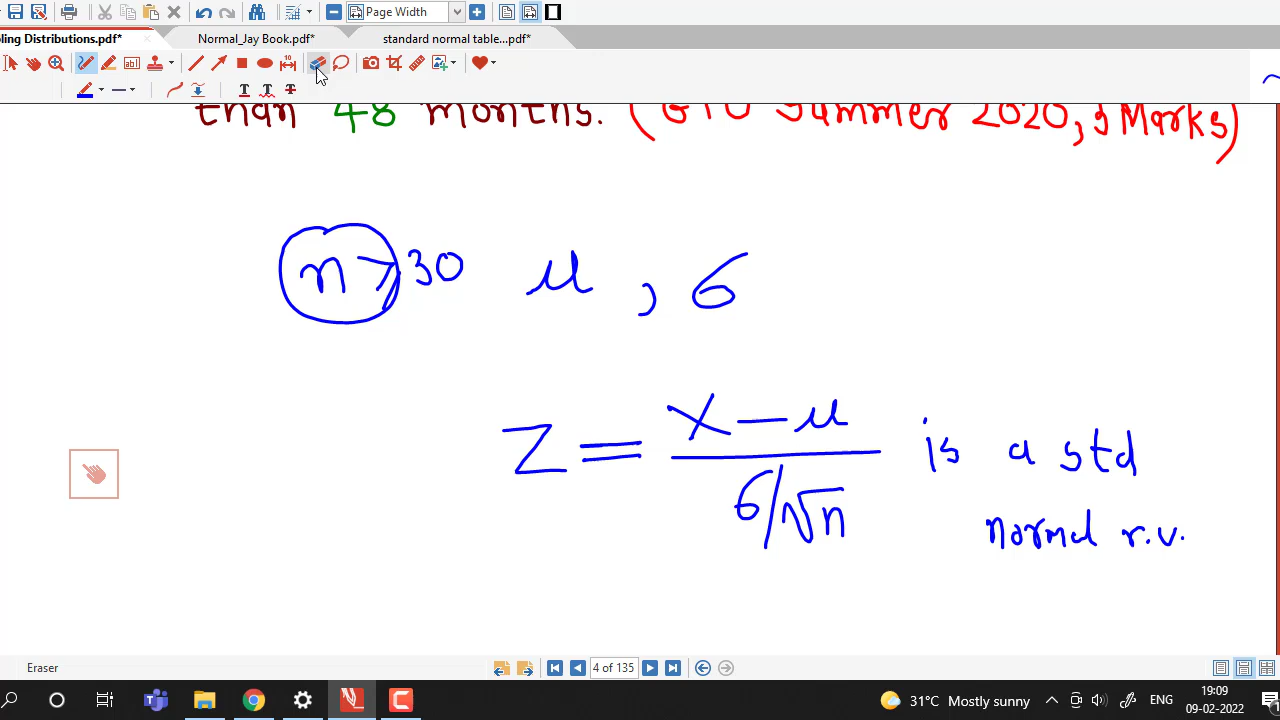 Page Width
ling Distributions.pdf*
Normal_Jay Book.pdf*
standard normal table...pdf*
than 48 months. (GTU Summer 2020, 3 Marks)
n ≥ 30 μ , σ
Z = X − μ / σ/√n is a std
normal r.v.
Eraser
4 of 135
31°C Mostly sunny
ENG
19:09
09-02-2022